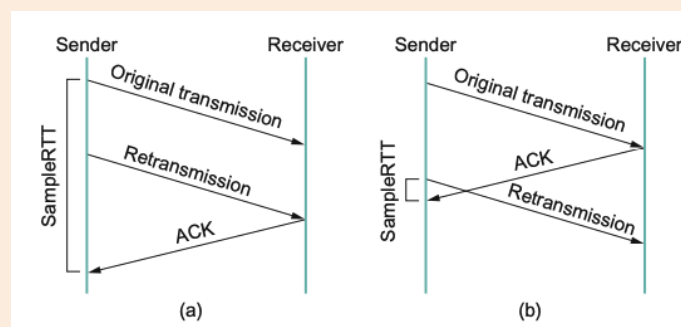 Sender
Receiver
Original transmission
Retransmission
ACK
SampleRTT
(a)
Sender
Receiver
Original transmission
ACK
Retransmission
SampleRTT
(b)